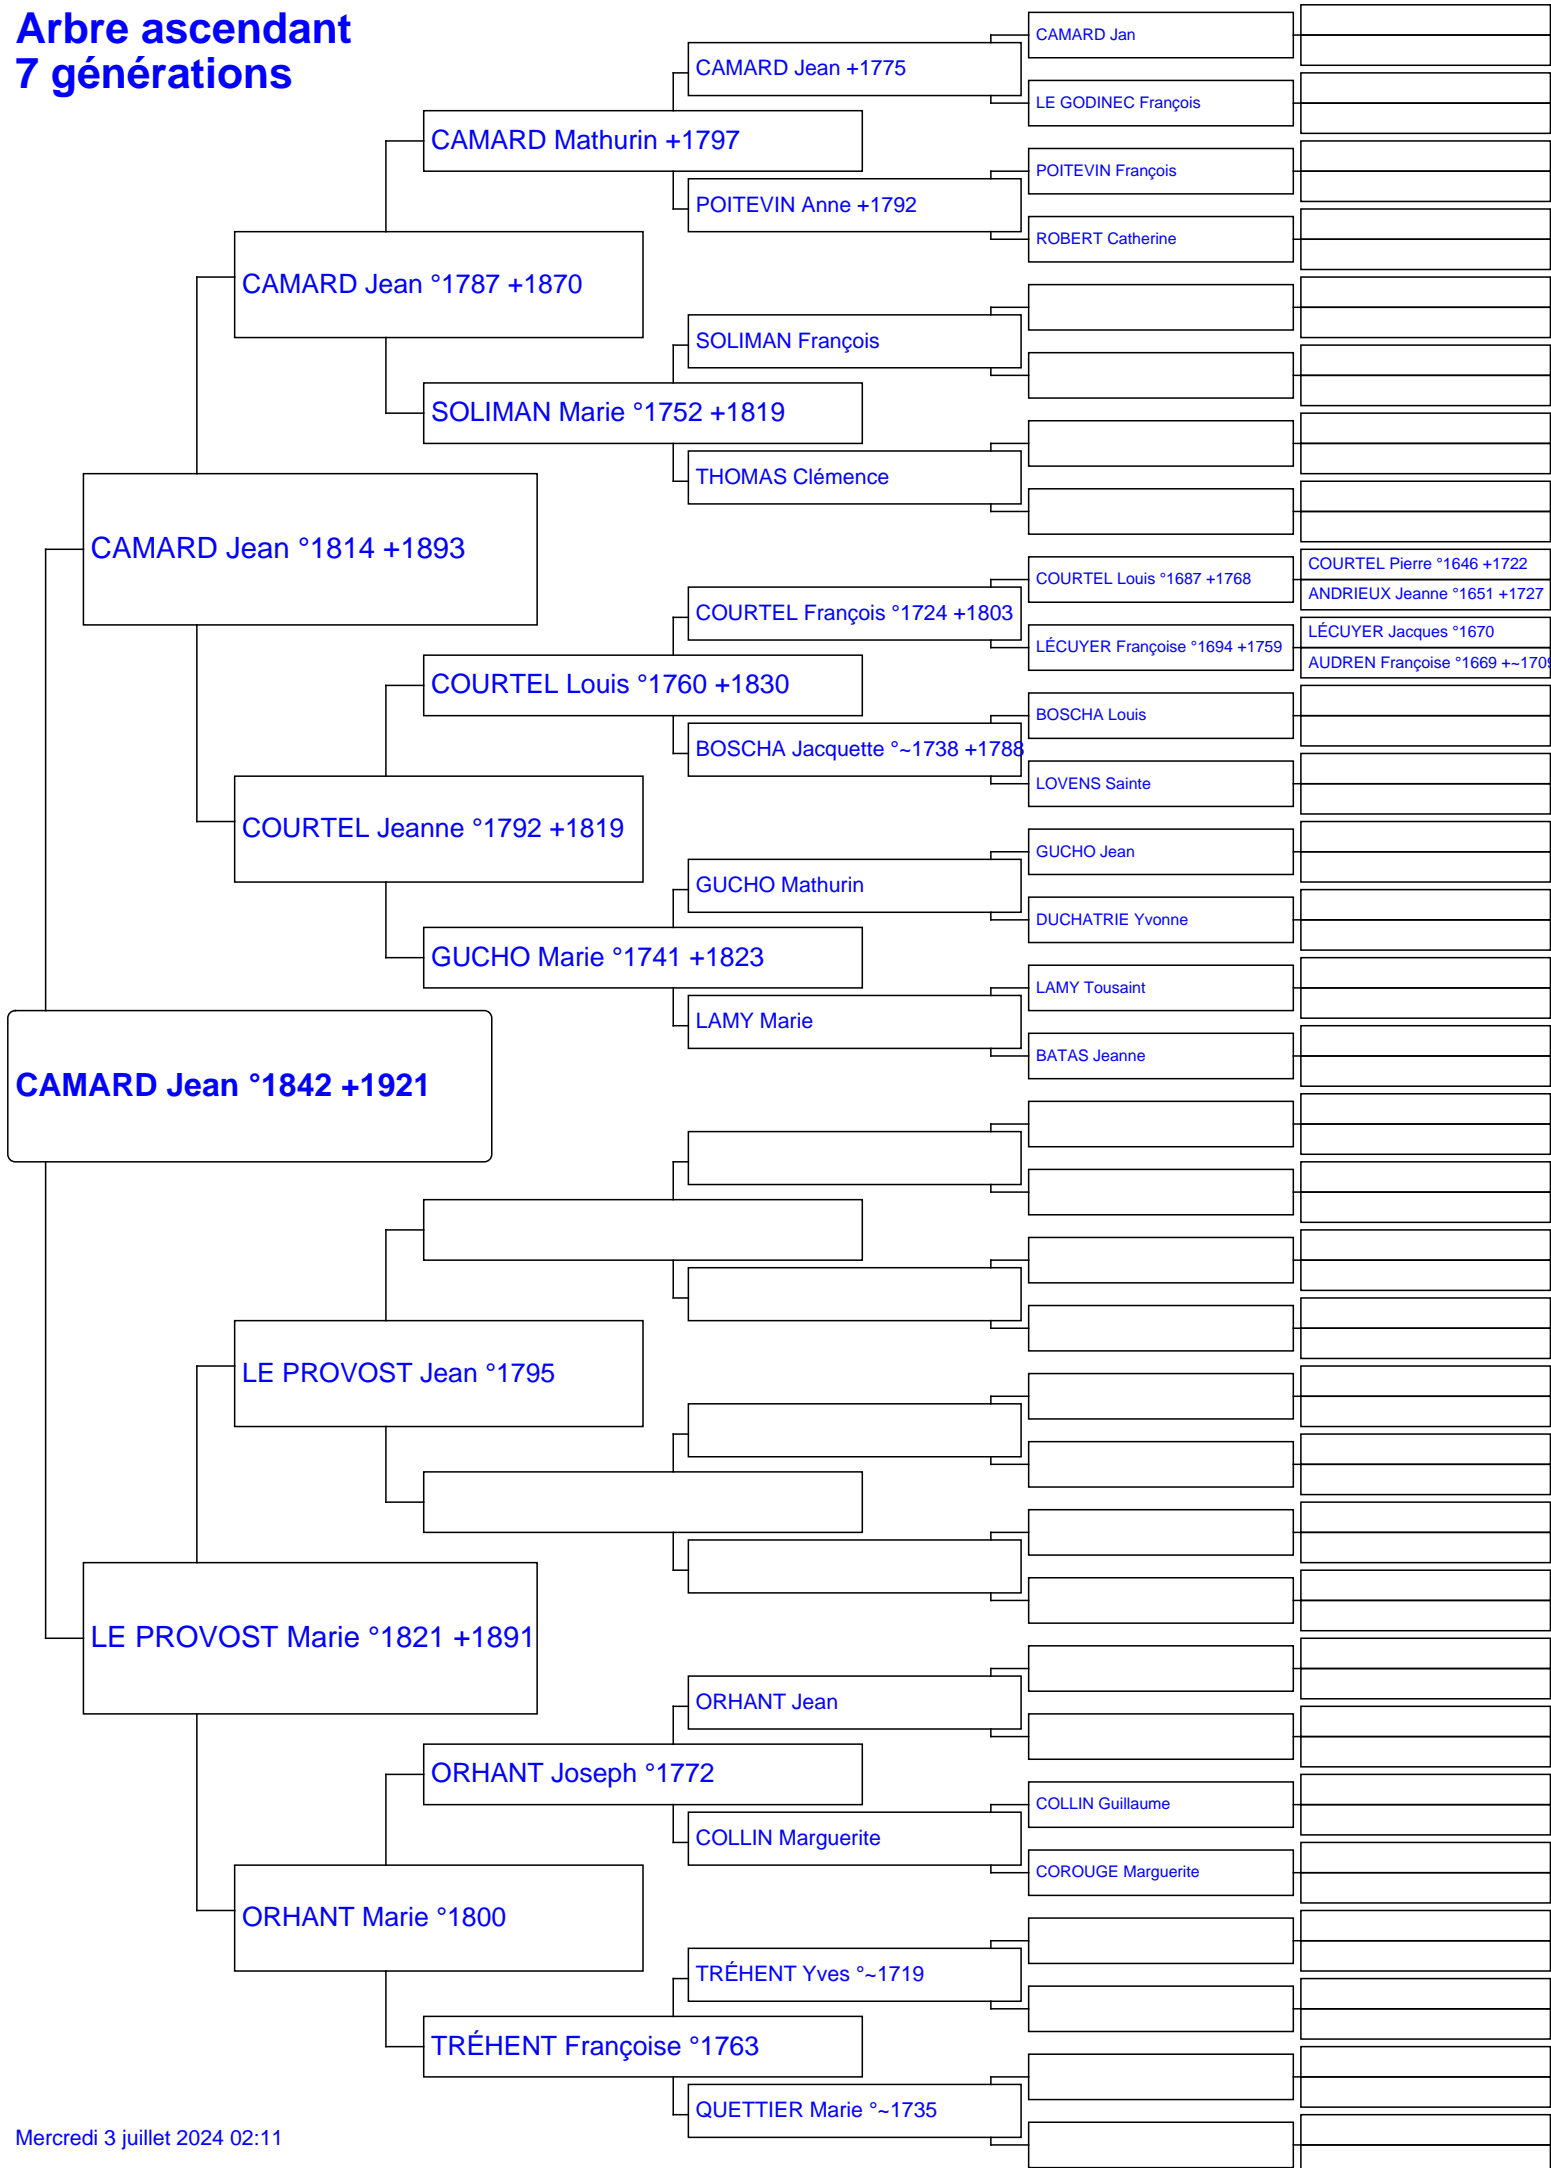 Arbre ascendant
7 générations
CAMARD Jan
CAMARD Jean +1775
LE GODINEC François
CAMARD Mathurin +1797
POITEVIN François
POITEVIN Anne +1792
ROBERT Catherine
CAMARD Jean °1787 +1870
SOLIMAN François
SOLIMAN Marie °1752 +1819
THOMAS Clémence
CAMARD Jean °1814 +1893
COURTEL Pierre °1646 +1722
COURTEL Louis °1687 +1768
ANDRIEUX Jeanne °1651 +1727
COURTEL François °1724 +1803
LÉCUYER Jacques °1670
LÉCUYER Françoise °1694 +1759
AUDREN Françoise °1669 +~1709
COURTEL Louis °1760 +1830
BOSCHA Louis
BOSCHA Jacquette °~1738 +1788
LOVENS Sainte
COURTEL Jeanne °1792 +1819
GUCHO Jean
GUCHO Mathurin
DUCHATRIE Yvonne
GUCHO Marie °1741 +1823
LAMY Tousaint
LAMY Marie
BATAS Jeanne
CAMARD Jean °1842 +1921
LE PROVOST Jean °1795
LE PROVOST Marie °1821 +1891
ORHANT Jean
ORHANT Joseph °1772
COLLIN Guillaume
COLLIN Marguerite
COROUGE Marguerite
ORHANT Marie °1800
TRÉHENT Yves °~1719
TRÉHENT Françoise °1763
QUETTIER Marie °~1735
Mercredi 3 juillet 2024 02:11